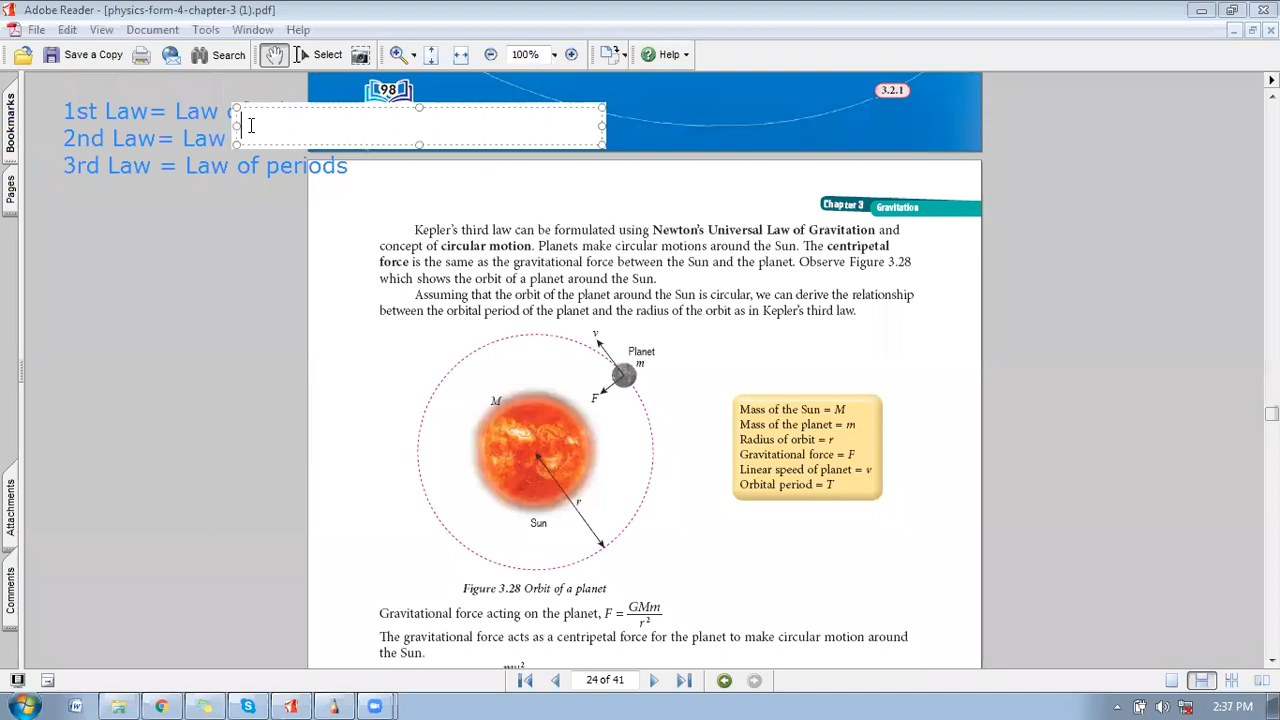 Adobe Reader - [physics-form-4-chapter-3 (1).pdf]
File Edit View Document Tools Window Help
Save a Copy Search Select 100% Help
Bookmarks
Pages
Attachments
Comments
98
3.2.1
1st Law= Law
2nd Law= Law
3rd Law = Law of periods
Chapter 3 Gravitation
Kepler's third law can be formulated using Newton's Universal Law of Gravitation and
concept of circular motion. Planets make circular motions around the Sun. The centripetal
force is the same as the gravitational force between the Sun and the planet. Observe Figure 3.28
which shows the orbit of a planet around the Sun.
Assuming that the orbit of the planet around the Sun is circular, we can derive the relationship
between the orbital period of the planet and the radius of the orbit as in Kepler's third law.
v
Planet
m
F
M
r
Sun
Mass of the Sun = M
Mass of the planet = m
Radius of orbit = r
Gravitational force = F
Linear speed of planet = v
Orbital period = T
Figure 3.28 Orbit of a planet
Gravitational force acting on the planet, F = GMm
r²
The gravitational force acts as a centripetal force for the planet to make circular motion around
the Sun.
mv²
24 of 41
2:37 PM